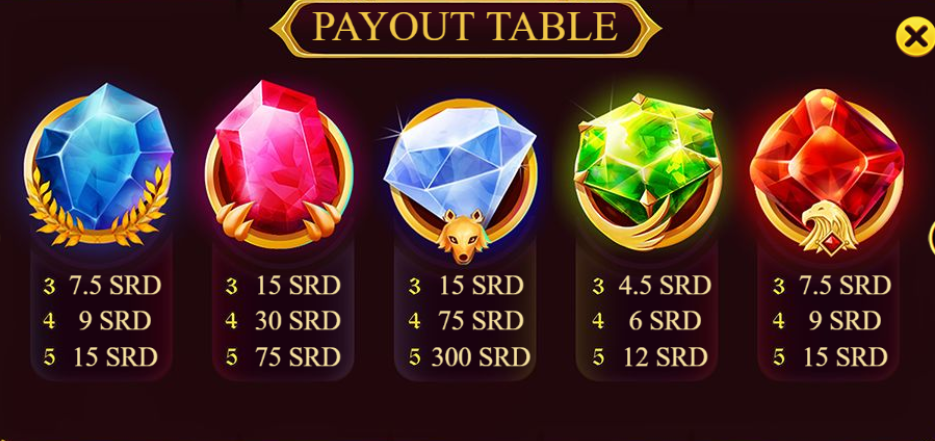 PAYOUT TABLE
3 7.5 SRD
4 9 SRD
5 15 SRD
3 15 SRD
4 30 SRD
5 75 SRD
3 15 SRD
4 75 SRD
5 300 SRD
3 4.5 SRD
4 6 SRD
5 12 SRD
3 7.5 SRD
4 9 SRD
5 15 SRD